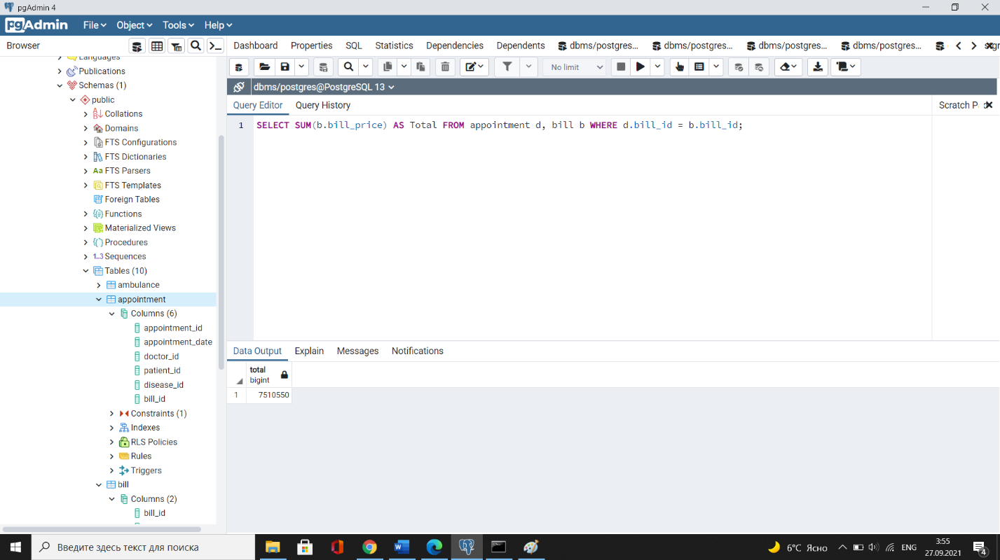 pgAdmin 4
pgAdmin File Object Tools Help
Browser Dashboard Properties SQL Statistics Dependencies Dependents dbms/postgres... dbms/postgres... dbms/postgres... dbms/postgres...
Languages
Publications
No limit
Schemas (1)
dbms/postgres@PostgreSQL 13
public
Query Editor Query History
Collations
1 SELECT SUM(b.bill_price) AS Total FROM appointment d, bill b WHERE d.bill_id = b.bill_id;
Domains
FTS Configurations
FTS Dictionaries
Aa FTS Parsers
FTS Templates
Foreign Tables
Functions
Materialized Views
Procedures
1..3 Sequences
Tables (10)
ambulance
appointment
Columns (6)
appointment_id
appointment_date
doctor_id
patient_id
disease_id
bill_id
Constraints (1)
Indexes
RLS Policies
Rules
Triggers
bill
Columns (2)
bill_id
Scratch P
Data Output Explain Messages Notifications
total
bigint
1 7510550
Введите здесь текст для поиска
6°C Ясно
ENG
3:55
27.09.2021
4